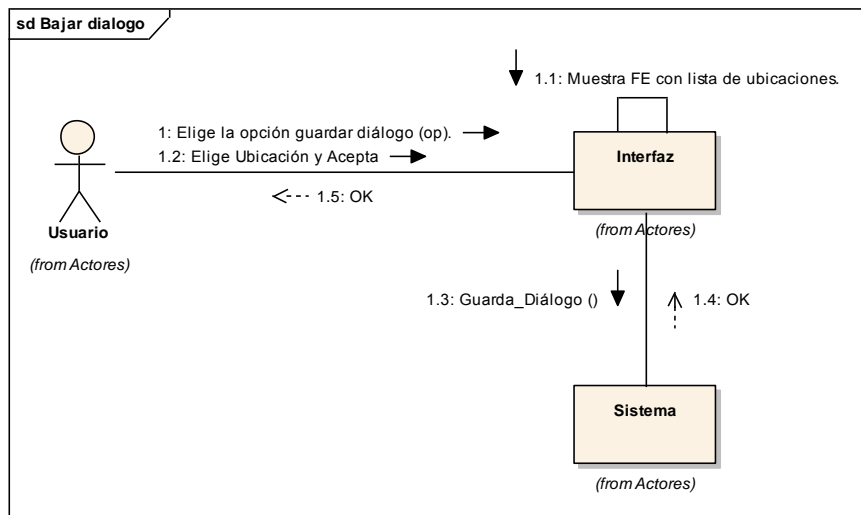 sd Bajar dialogo
1.1: Muestra FE con lista de ubicaciones.
1: Elige la opción guardar diálogo (op).
1.2: Elige Ubicación y Acepta
Interfaz
1.5: OK
Usuario
(from Actores)
(from Actores)
1.3: Guarda_Diálogo ()
1.4: OK
Sistema
(from Actores)